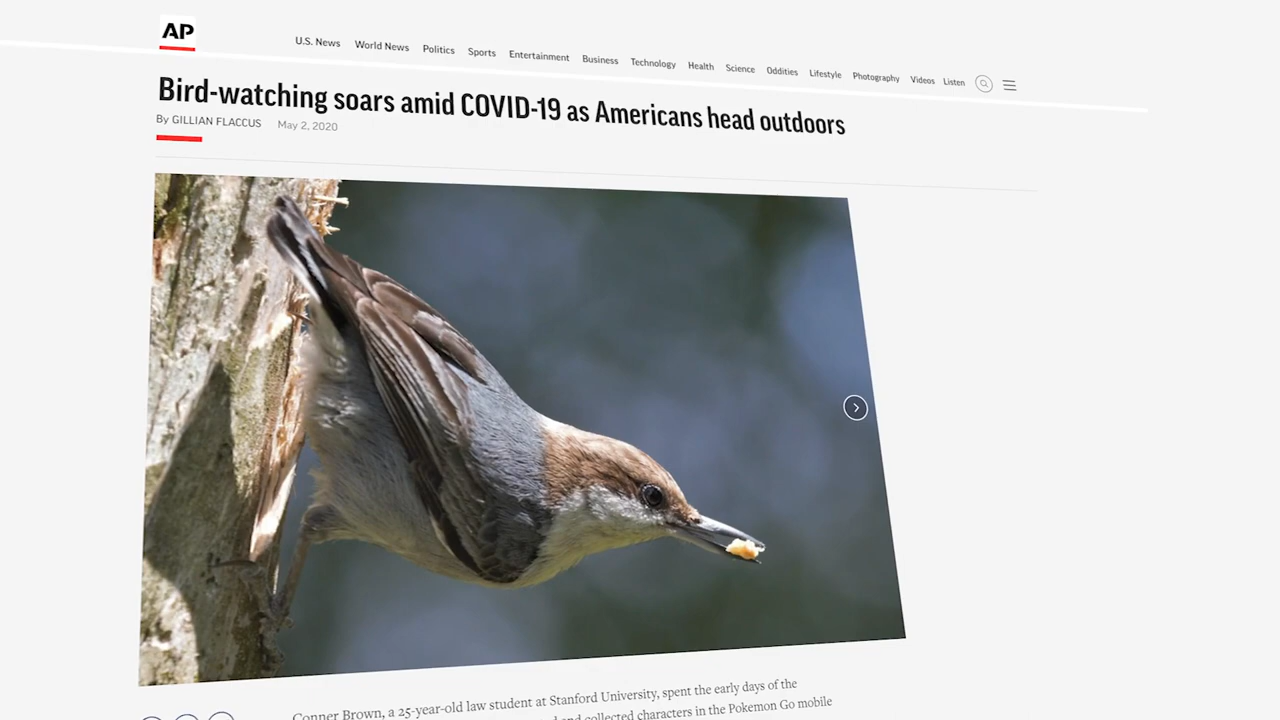 AP
U.S. News World News Politics Sports Entertainment Business Technology Health Science Oddities Lifestyle Photography Videos Listen
Bird-watching soars amid COVID-19 as Americans head outdoors
By GILLIAN FLACCUS May 2, 2020
Conner Brown, a 25-year-old law student at Stanford University, spent the early days of the
and collected characters in the Pokemon Go mobile